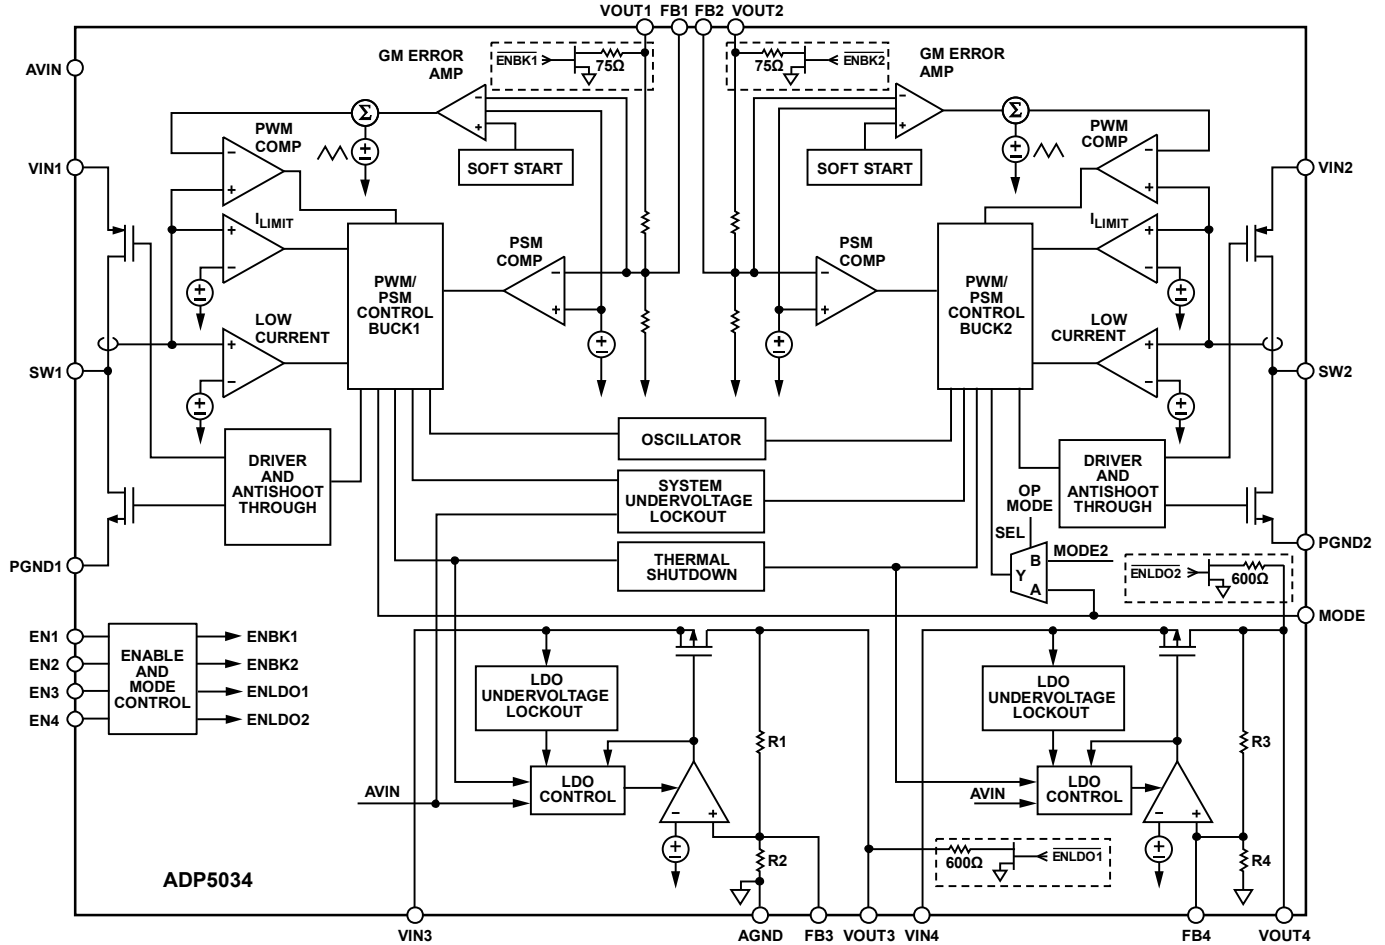 VOUT1 FB1 FB2 VOUT2
AVIN
GM ERROR
AMP
ENBK1
75Ω
75Ω
ENBK2
GM ERROR
AMP
Σ
PWM
COMP
SOFT START
SOFT START
Σ
PWM
COMP
VIN1
VIN2
− +
I LIMIT
PSM
COMP
PSM
COMP
I LIMIT
PWM/
PSM
CONTROL
BUCK1
PWM/
PSM
CONTROL
BUCK2
LOW
CURRENT
LOW
CURRENT
SW1
SW2
OSCILLATOR
DRIVER
AND
ANTISHOOT
THROUGH
SYSTEM
UNDERVOLTAGE
LOCKOUT
DRIVER
AND
ANTISHOOT
THROUGH
OP
MODE
SEL
THERMAL
SHUTDOWN
B
Y
A
MODE2
ENLDO2
600Ω
PGND1
PGND2
MODE
EN1
EN2
EN3
EN4
ENABLE
AND
MODE
CONTROL
ENBK1
ENBK2
ENLDO1
ENLDO2
LDO
UNDERVOLTAGE
LOCKOUT
LDO
UNDERVOLTAGE
LOCKOUT
R1
R3
AVIN
LDO
CONTROL
− +
AVIN
LDO
CONTROL
− +
R2
600Ω
ENLDO1
R4
ADP5034
VIN3
AGND
FB3
VOUT3
VIN4
FB4
VOUT4